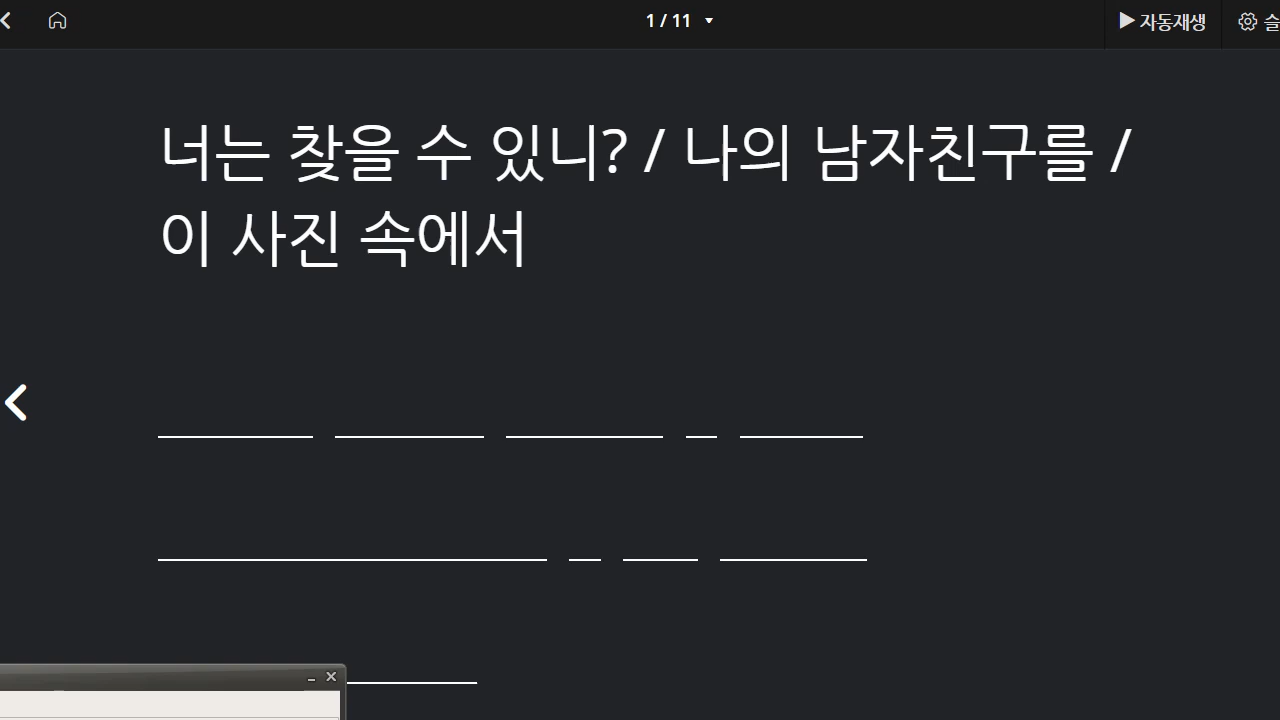 1 / 11
자동재생
슬
너는 찾을 수 있니? / 나의 남자친구를 /
이 사진 속에서